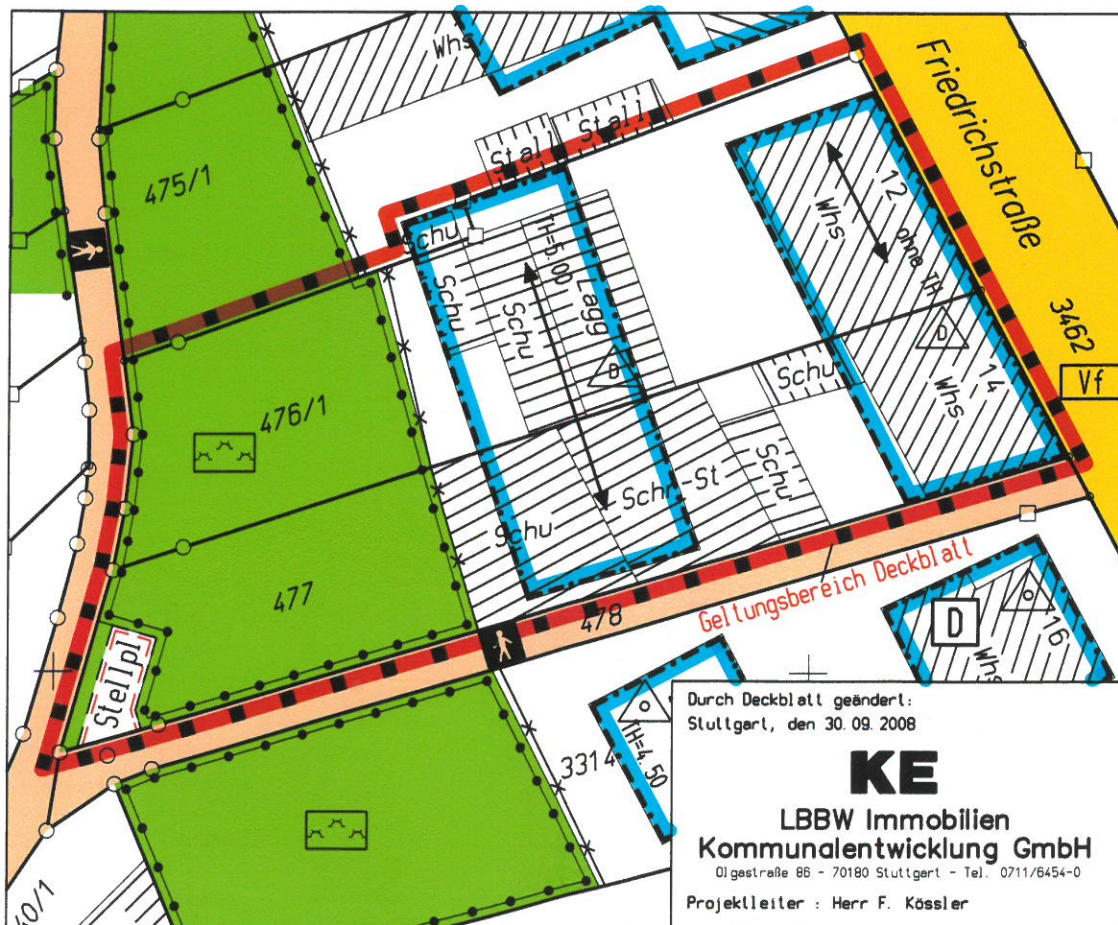 Whs
Friedrichstraße
Stall
Stall
475/1
12
Whs
ohne TH
Schu
TH=5.00
Lagg
Schu
Schu
D
D
3462
Vf
14
Whs
Schu
476/1
Schu
Schr-St
Schu
477
Geltungsbereich Deckblatt
478
D
16
Whs
Stellpl
TH=4.50
3314
40/1
Durch Deckblatt geändert:
Stuttgart, den 30.09.2008
KE
LBBW Immobilien
Kommunalentwicklung GmbH
Olgastraße 86 - 70180 Stuttgart - Tel. 0711/6454-0
Projektleiter : Herr F. Kössler